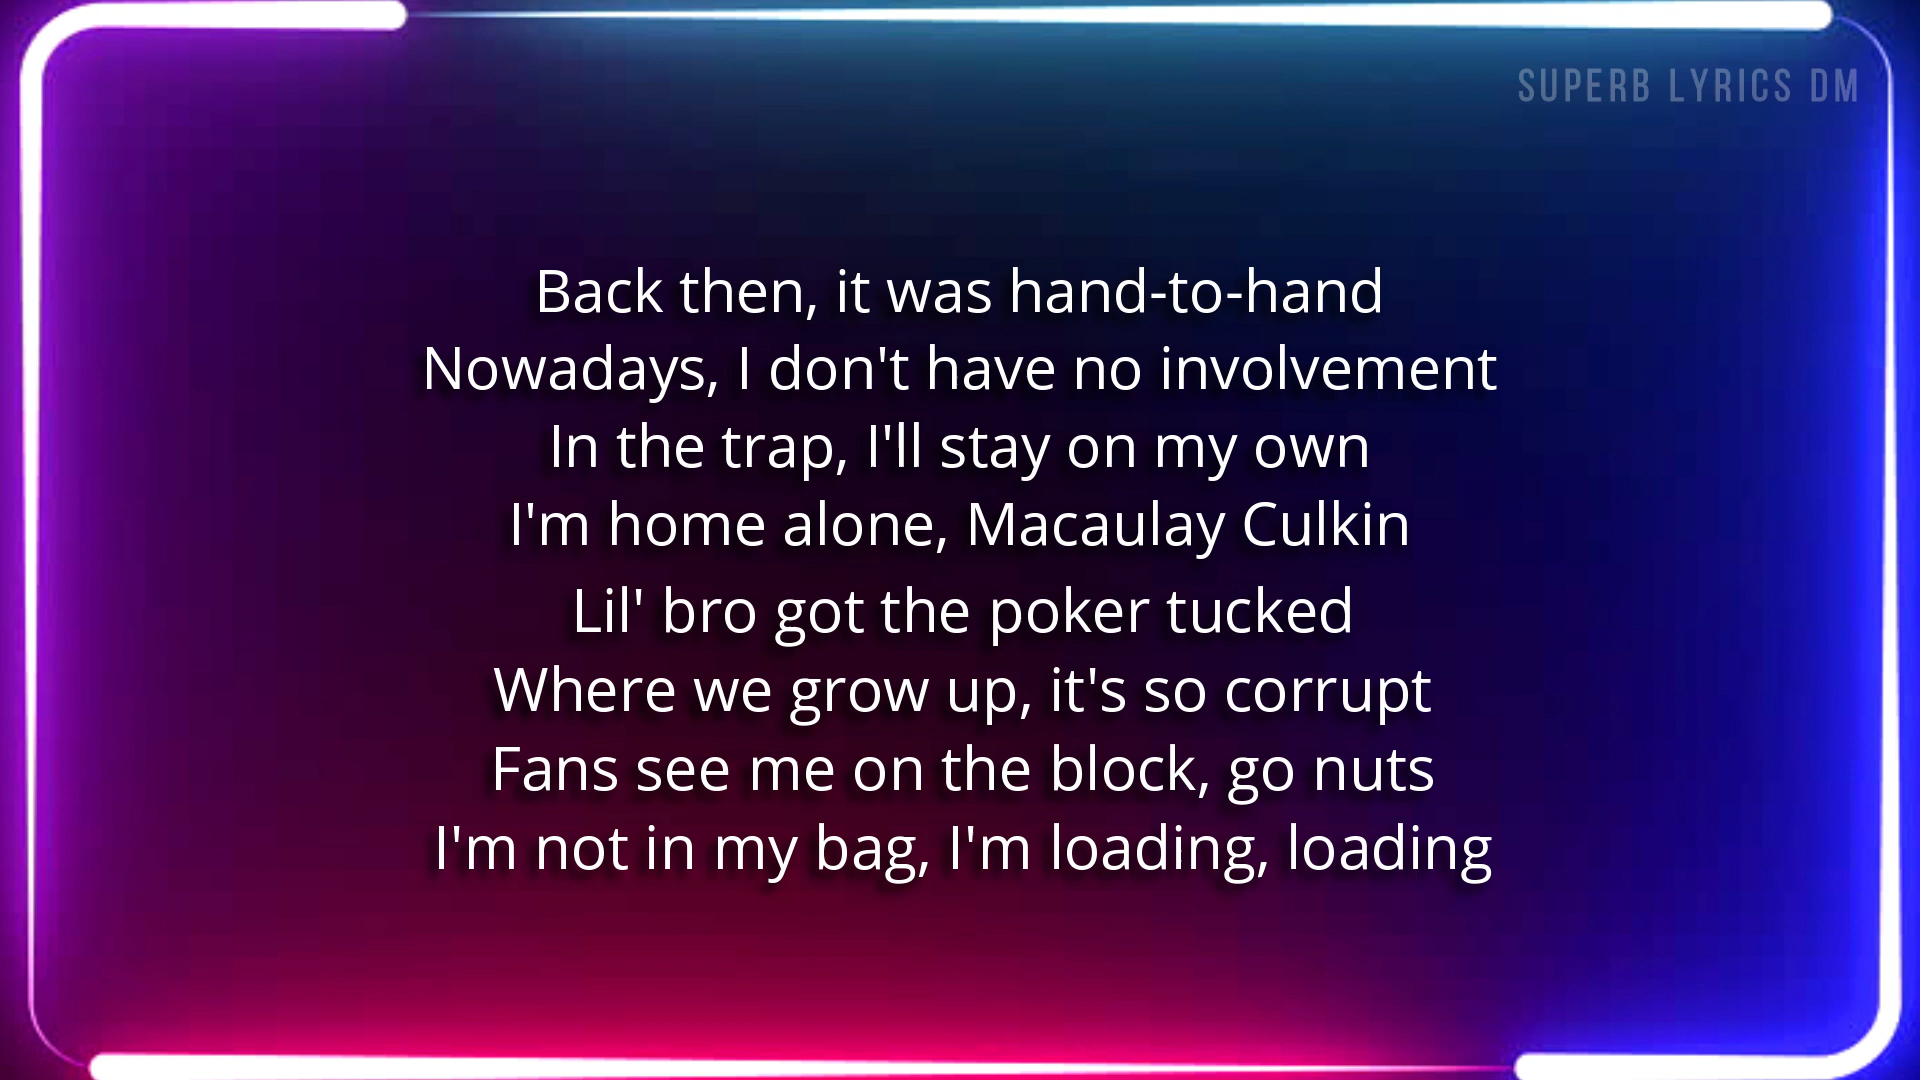 SUPERB LYRICS DM
Back then, it was hand-to-hand
Nowadays, I don't have no involvement
In the trap, I'll stay on my own
I'm home alone, Macaulay Culkin
Lil' bro got the poker tucked
Where we grow up, it's so corrupt
Fans see me on the block, go nuts
I'm not in my bag, I'm loading, loading